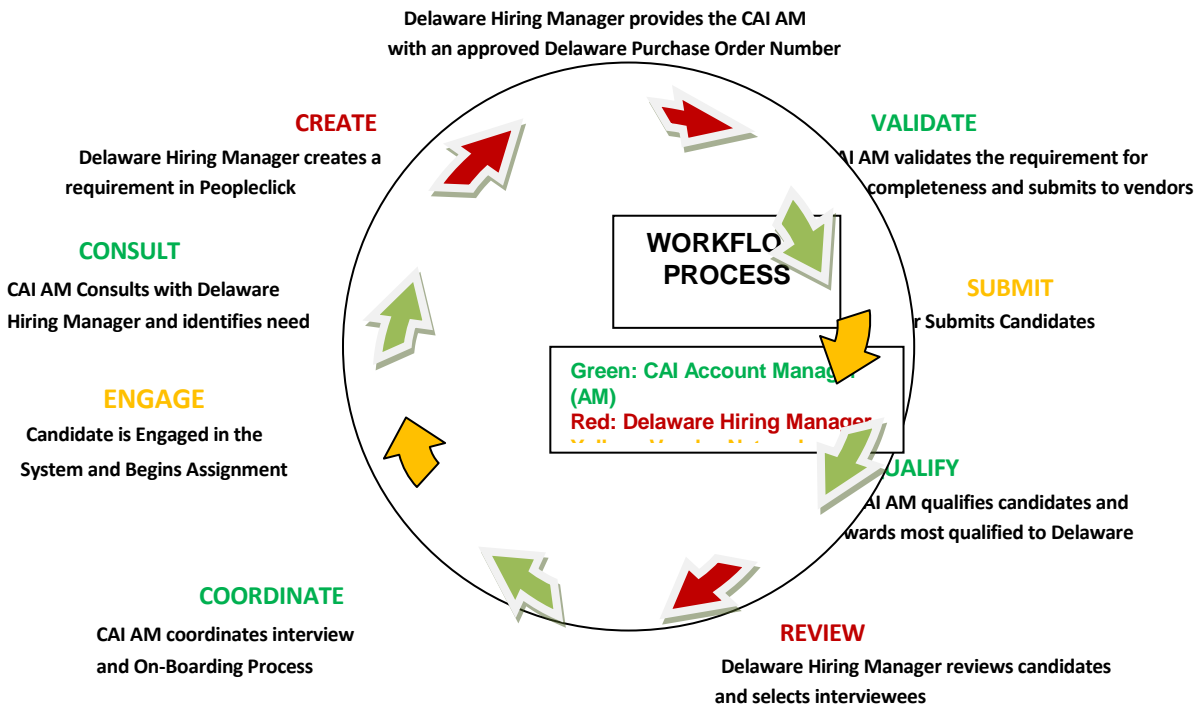 Delaware Hiring Manager provides the CAI AM
with an approved Delaware Purchase Order Number
CREATE
Delaware Hiring Manager creates a
requirement in Peopleclick
VALIDATE
AI AM validates the requirement for
completeness and submits to vendors
CONSULT
CAI AM Consults with Delaware
Hiring Manager and identifies need
WORKFLO
PROCESS
SUBMIT
r Submits Candidates
Green: CAI Account Manager
(AM)
Red: Delaware Hiring Manager
ENGAGE
Candidate is Engaged in the
System and Begins Assignment
UALIFY
AI AM qualifies candidates and
wards most qualified to Delaware
COORDINATE
CAI AM coordinates interview
and On-Boarding Process
REVIEW
Delaware Hiring Manager reviews candidates
and selects interviewees